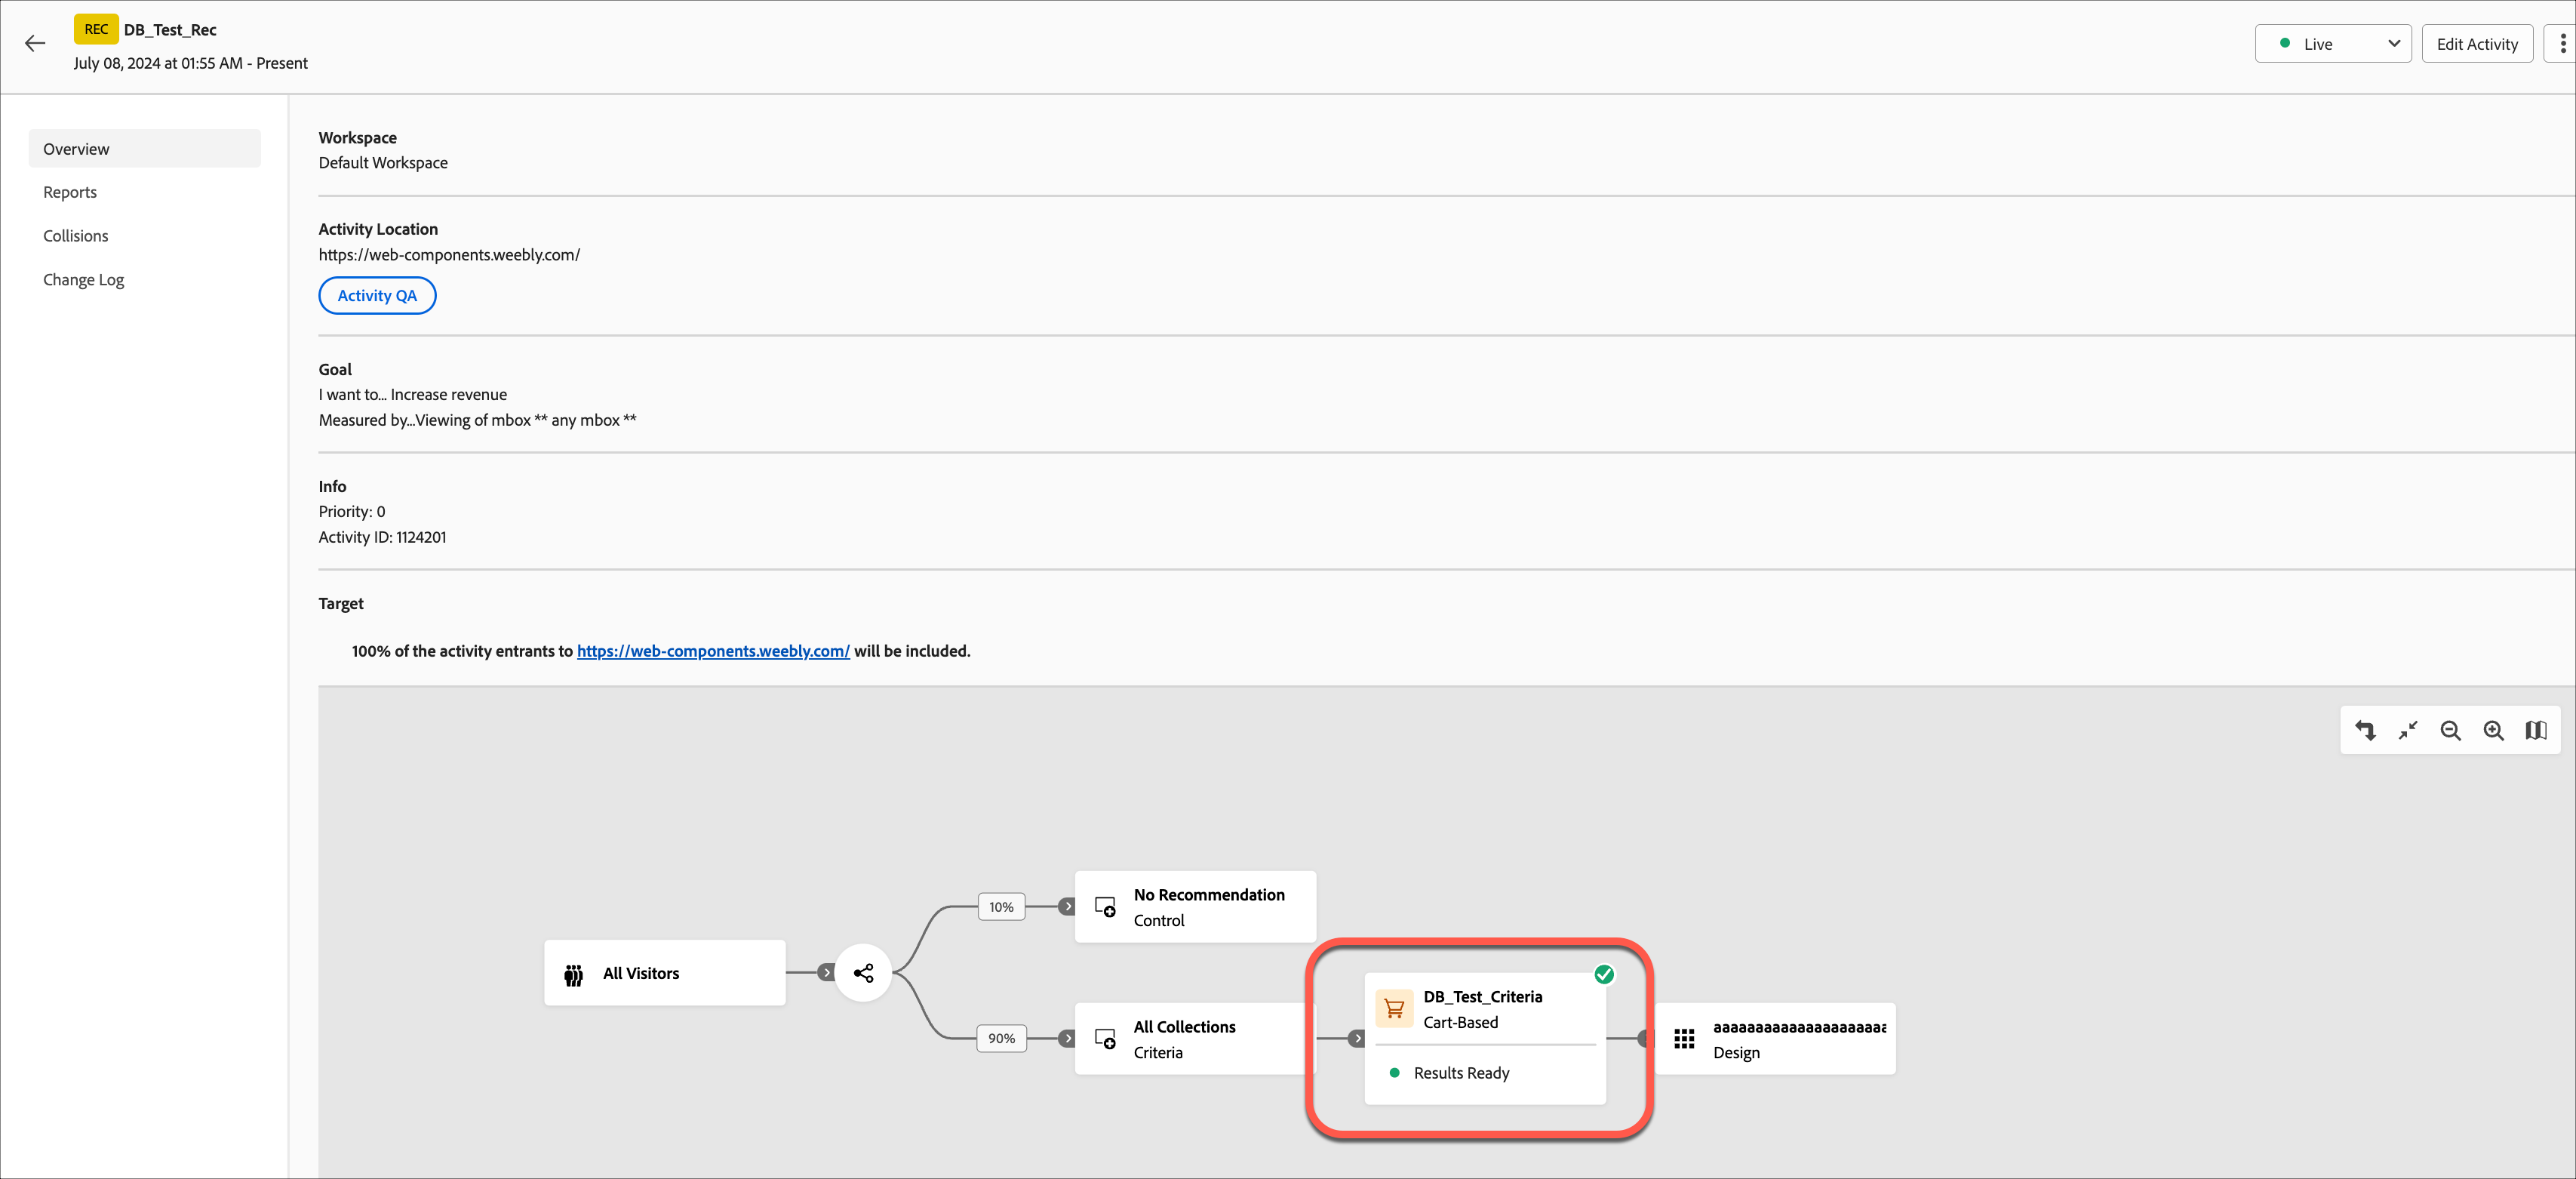 REC DB_Test_Rec
July 08, 2024 at 01:55 AM - Present
Live
Edit Activity
Overview
Reports
Collisions
Change Log
Workspace
Default Workspace
Activity Location
https://web-components.weebly.com/
Activity QA
Goal
I want to... Increase revenue
Measured by...Viewing of mbox ** any mbox **
Info
Priority: 0
Activity ID: 1124201
Target
100% of the activity entrants to https://web-components.weebly.com/ will be included.
All Visitors
10%
No Recommendation
Control
90%
All Collections
Criteria
DB_Test_Criteria
Cart-Based
Results Ready
Design